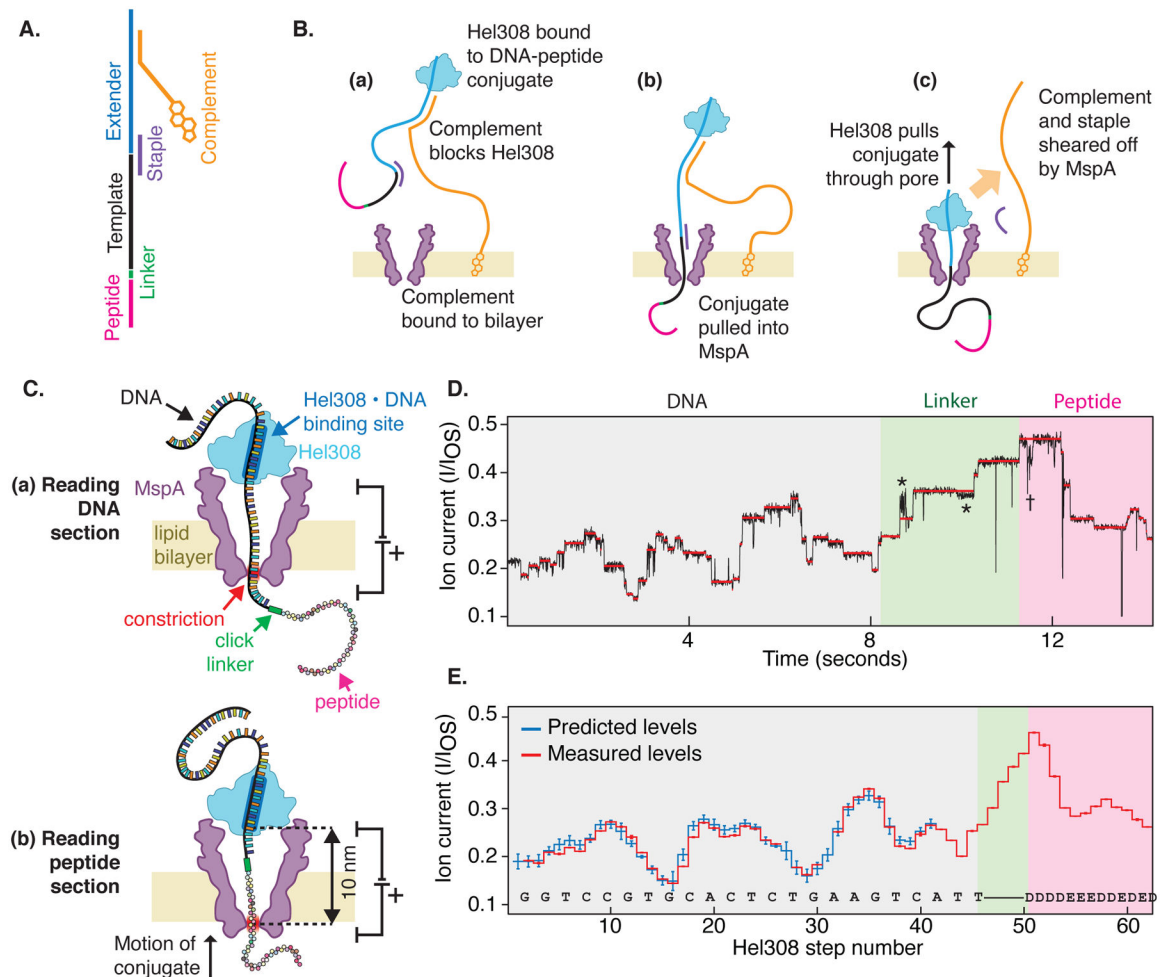 A.
Extender
Staple
Complement
Template
Linker
Peptide
B.
(a)
Hel308 bound
to DNA-peptide
conjugate
Complement
blocks Hel308
Complement
bound to bilayer
(b)
Conjugate
pulled into
MspA
(c)
Hel308 pulls
conjugate
through pore
Complement
and staple
sheared off
by MspA
C.
DNA
Hel308 • DNA
binding site
Hel308
MspA
(a) Reading
DNA
section
lipid
bilayer
+
constriction
click
linker
peptide
(b) Reading
peptide
section
10 nm
+
Motion of
conjugate
D.
DNA
Linker
Peptide
Ion current (I/IOS)
0.5
0.4
0.3
0.2
0.1
*
*
†
4
8
12
Time (seconds)
E.
Ion current (I/IOS)
0.5
0.4
0.3
0.2
0.1
Predicted levels
Measured levels
G G T C C G T G C A C T C T G A A G T C A T T DDDDEEEDDEDED
10
20
30
40
50
60
Hel308 step number